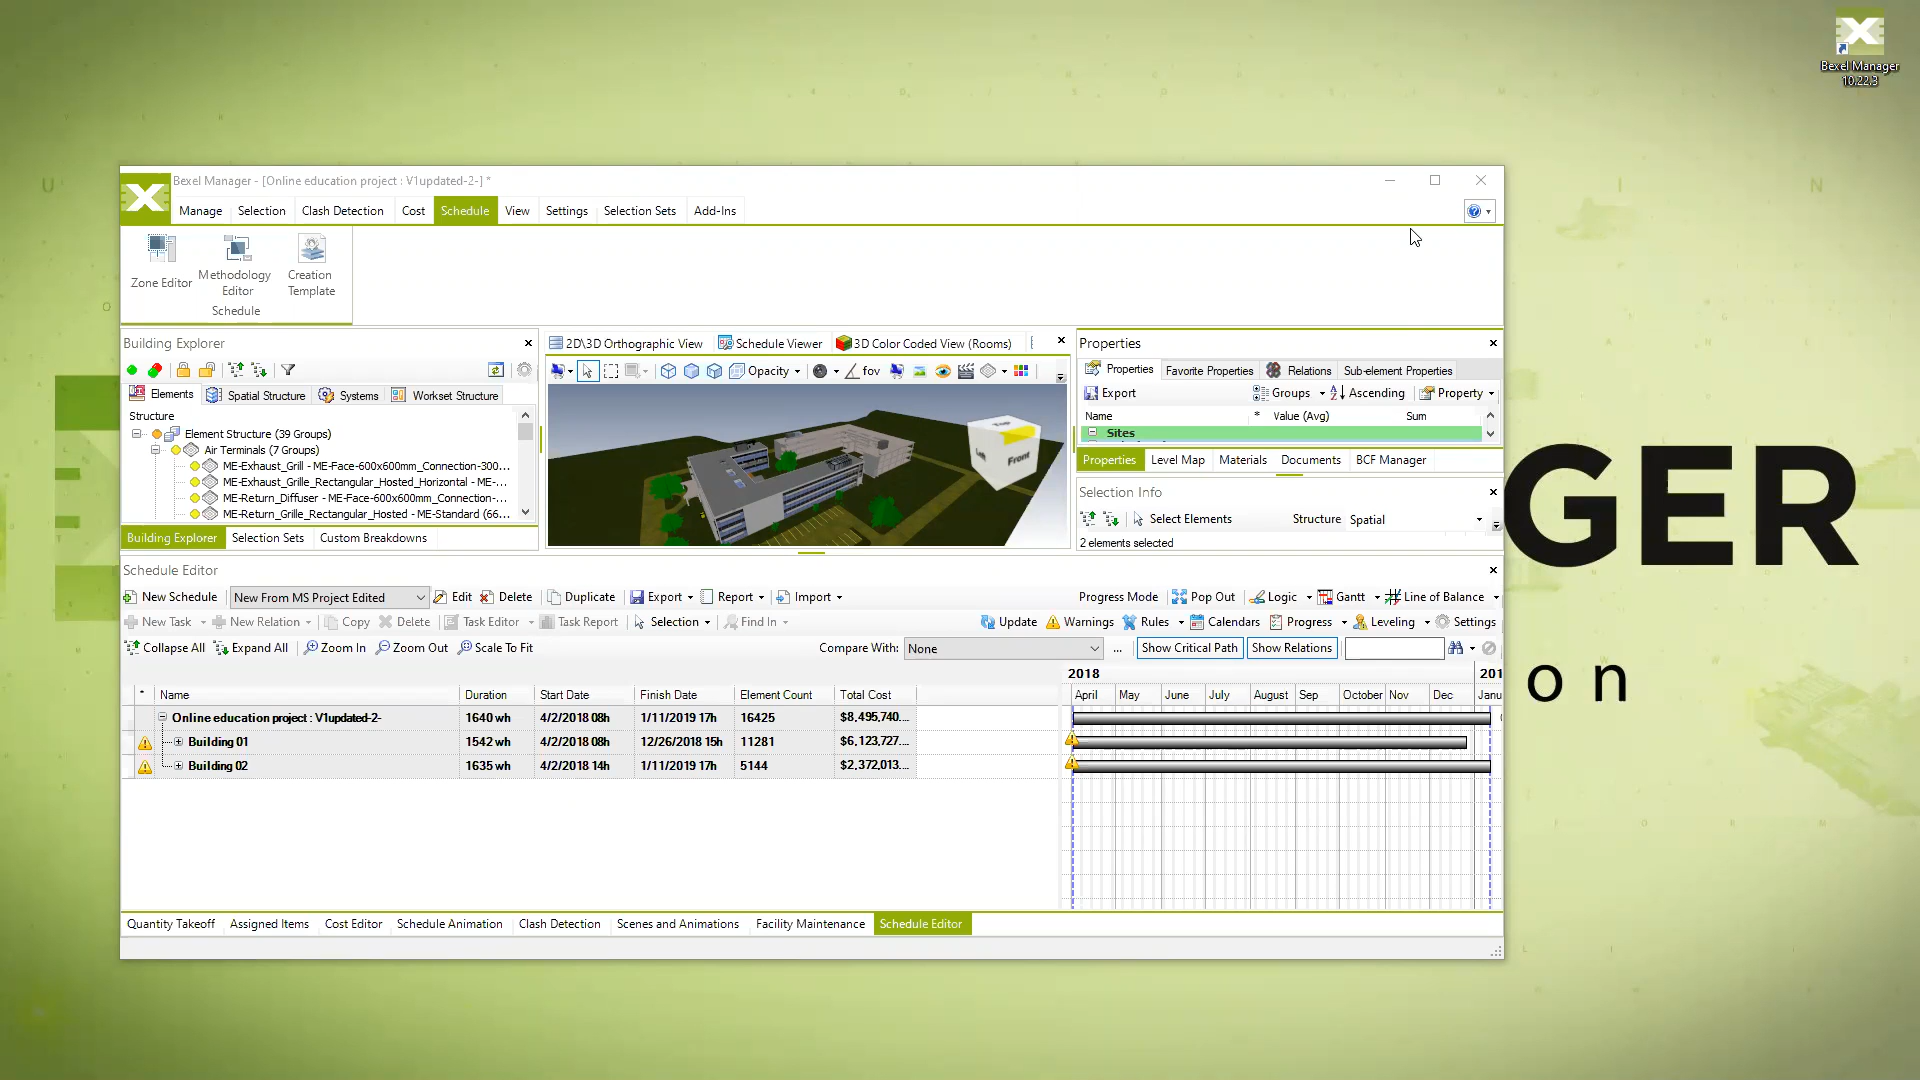 Bexel Manager
10.22.3
Bexel Manager - [Online education project : V1updated-2-] *
Manage Selection Clash Detection Cost Schedule View Settings Selection Sets Add-Ins
Zone Editor
Methodology Editor
Creation Template
Schedule
Building Explorer
Elements Spatial Structure Systems Workset Structure
Structure
Element Structure (39 Groups)
Air Terminals (7 Groups)
ME-Exhaust_Grill - ME-Face-600x600mm_Connection-300...
ME-Exhaust_Grille_Rectangular_Hosted_Horizontal - ME-...
ME-Return_Diffuser - ME-Face-600x600mm_Connection-...
ME-Return_Grille_Rectangular_Hosted - ME-Standard (66...
Building Explorer Selection Sets Custom Breakdowns
2D\3D Orthographic View Schedule Viewer 3D Color Coded View (Rooms)
Opacity fov
Top
Left Front
Properties
Properties Favorite Properties Relations Sub-element Properties
Export Groups Ascending Property
Name * Value (Avg) Sum
Sites
Properties Level Map Materials Documents BCF Manager
Selection Info
Select Elements Structure Spatial
2 elements selected
GER
on
Schedule Editor
New Schedule New From MS Project Edited Edit Delete Duplicate Export Report Import Progress Mode Pop Out Logic Gantt Line of Balance
New Task New Relation Copy Delete Task Editor Task Report Selection Find In Update Warnings Rules Calendars Progress Leveling Settings
Collapse All Expand All Zoom In Zoom Out Scale To Fit Compare With: None ... Show Critical Path Show Relations
2018 201
* Name Duration Start Date Finish Date Element Count Total Cost April May June July August Sep October Nov Dec Janu
Online education project : V1updated-2- 1640 wh 4/2/2018 08h 1/11/2019 17h 16425 $8,495,740....
Building 01 1542 wh 4/2/2018 08h 12/26/2018 15h 11281 $6,123,727....
Building 02 1635 wh 4/2/2018 14h 1/11/2019 17h 5144 $2,372,013....
Quantity Takeoff Assigned Items Cost Editor Schedule Animation Clash Detection Scenes and Animations Facility Maintenance Schedule Editor